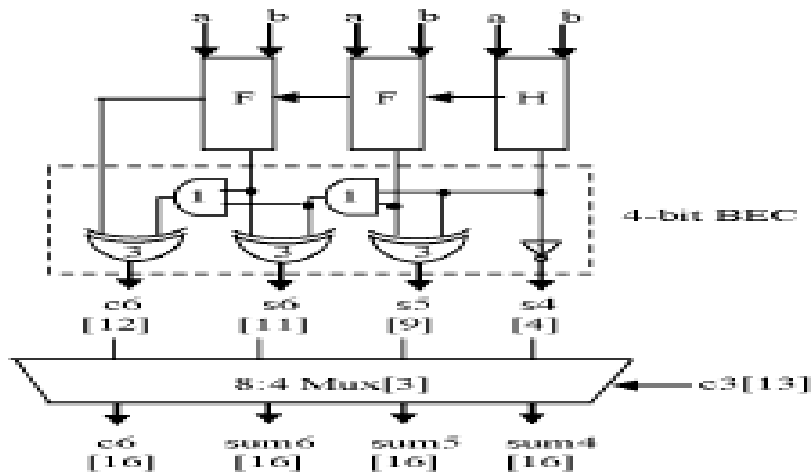 a b a b a b
F F H
1 1
4-bit BEC
3 3 3
c6 s6 s5 s4
[12] [11] [9] [4]
8:4 Mux[3]
c3[13]
c6 sum6 sum5 sum4
[16] [16] [16] [16]